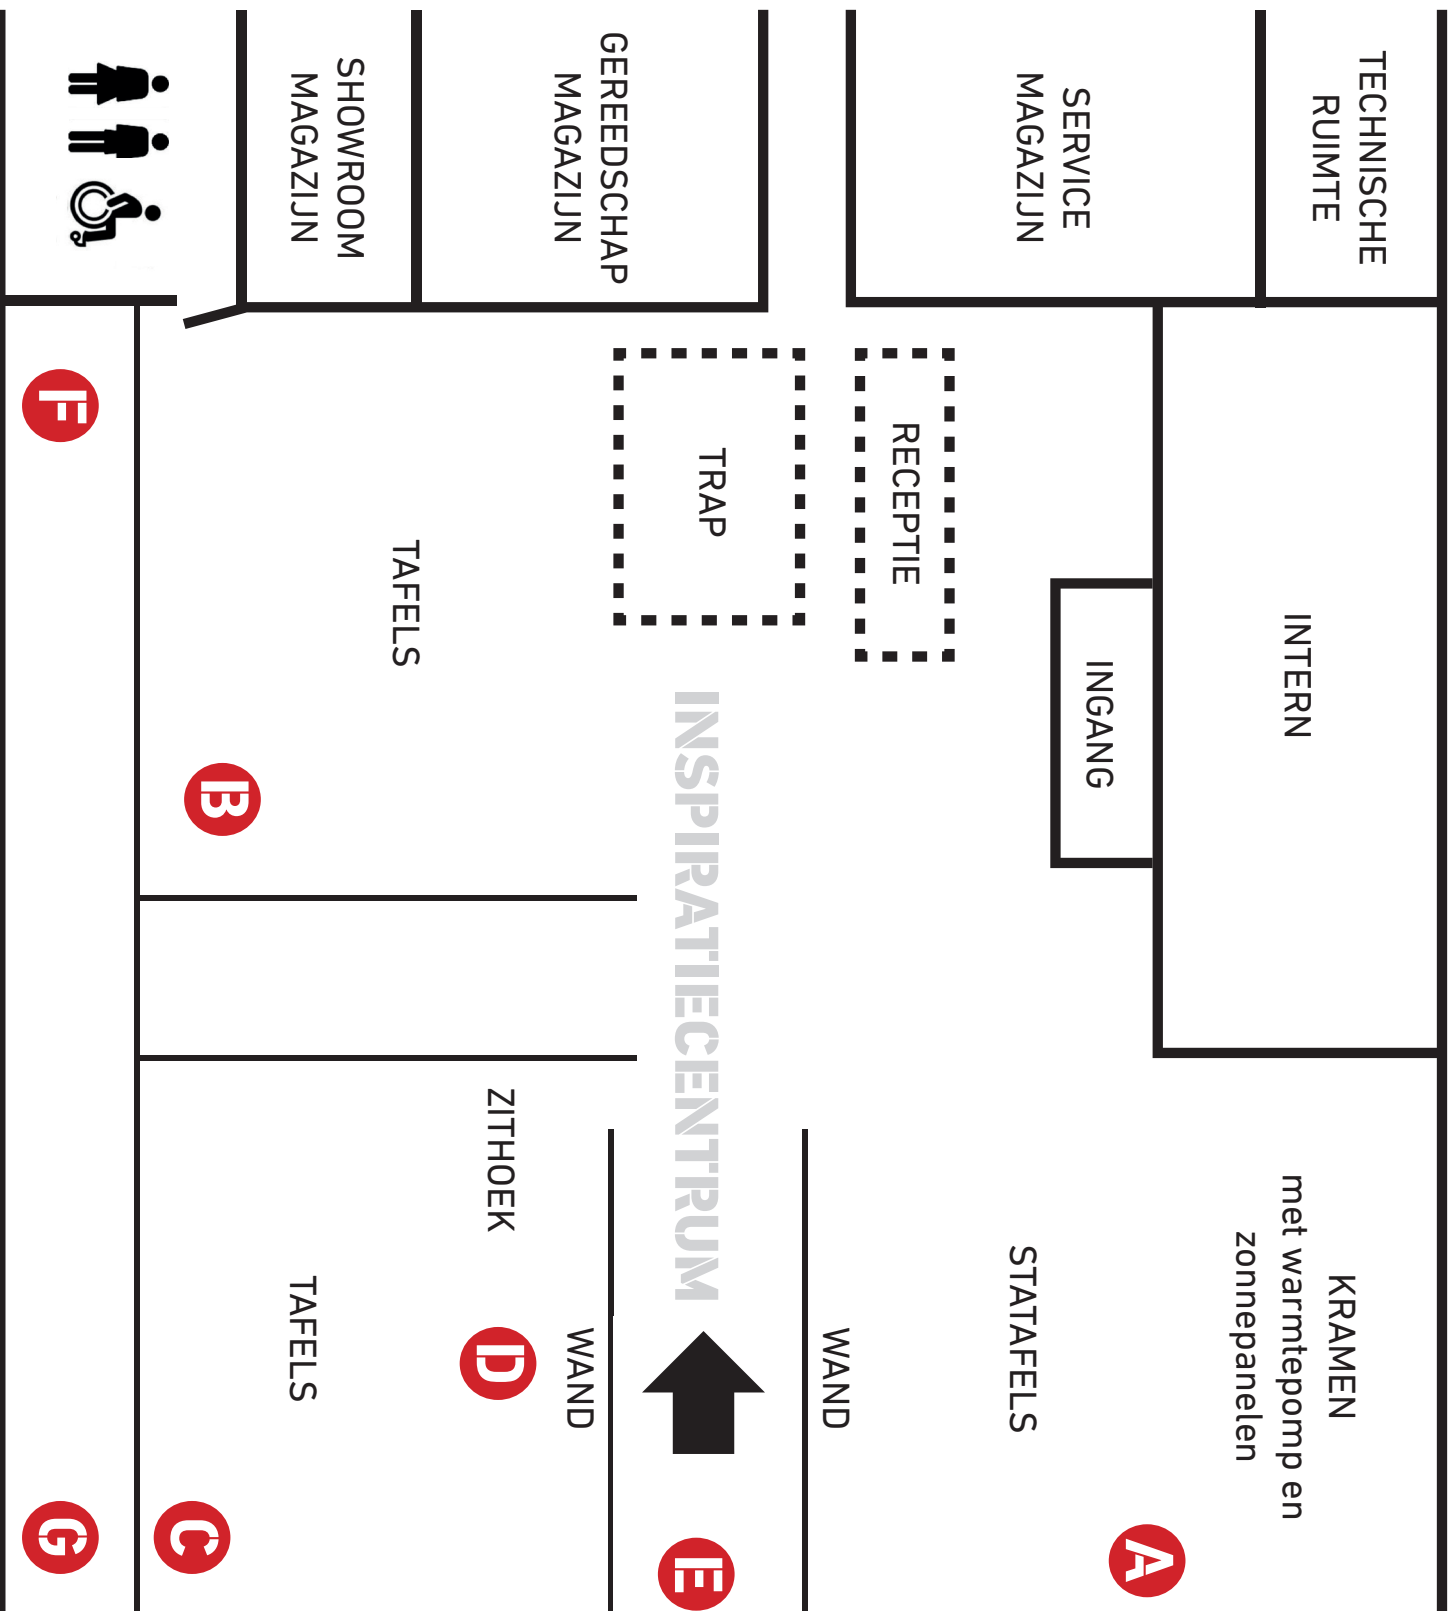 TECHNISCHE
RUIMTE
SERVICE
MAGAZIJN
GEREEDSCHAP
MAGAZIJN
SHOWROOM
MAGAZIJN
INTERN
INGANG
RECEPTIE
TRAP
TAFELS
INSPIRATIECENTRUM
KRAMEN
met warmtepomp en
zonnepanelen
STATAFELS
WAND
WAND
ZITHOEK
TAFELS
A
B
C
D
E
F
G